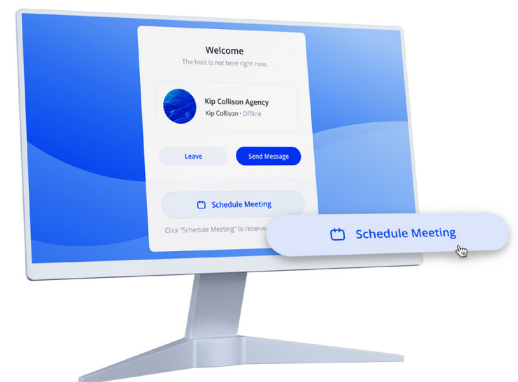 Welcome
The host is not here right now.
Kip Collison Agency
Kip Collison • Offline
Leave
Send Message
Schedule Meeting
Click "Schedule Meeting" to reserve
Schedule Meeting